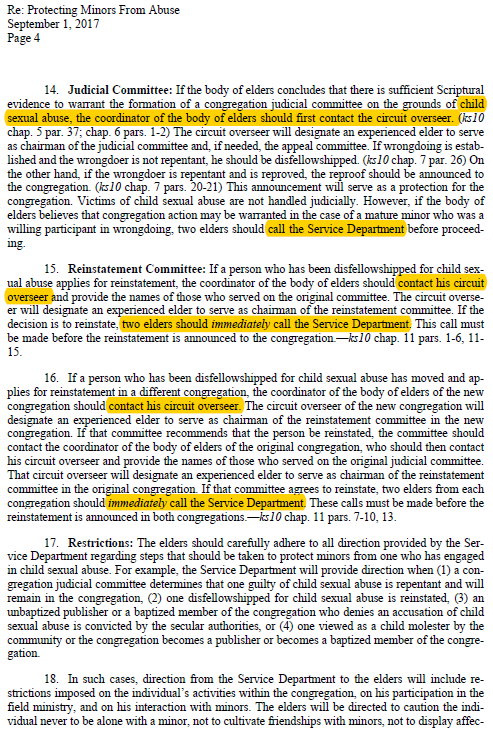 Re: Protecting Minors From Abuse
September 1, 2017
Page 4
14. Judicial Committee: If the body of elders concludes that there is sufficient Scriptural
evidence to warrant the formation of a congregation judicial committee on the grounds of child
sexual abuse, the coordinator of the body of elders should first contact the circuit overseer. (ks10
chap. 5 par. 37; chap. 6 pars. 1-2) The circuit overseer will designate an experienced elder to serve
as chairman of the judicial committee and, if needed, the appeal committee. If wrongdoing is estab-
lished and the wrongdoer is not repentant, he should be disfellowshipped. (ks10 chap. 7 par. 26) On
the other hand, if the wrongdoer is repentant and is reproved, the reproof should be announced to
the congregation. (ks10 chap. 7 pars. 20-21) This announcement will serve as a protection for the
congregation. Victims of child sexual abuse are not handled judicially. However, if the body of
elders believes that congregation action may be warranted in the case of a mature minor who was a
willing participant in wrongdoing, two elders should call the Service Department before proceed-
ing.
15. Reinstatement Committee: If a person who has been disfellowshipped for child sex-
ual abuse applies for reinstatement, the coordinator of the body of elders should contact his circuit
overseer and provide the names of those who served on the original committee. The circuit overse-
er will designate an experienced elder to serve as chairman of the reinstatement committee. If the
decision is to reinstate, two elders should immediately call the Service Department. This call must
be made before the reinstatement is announced to the congregation.—ks10 chap. 11 pars. 1-6, 11-
15.
16. If a person who has been disfellowshipped for child sexual abuse has moved and ap-
plies for reinstatement in a different congregation, the coordinator of the body of elders of the new
congregation should contact his circuit overseer. The circuit overseer of the new congregation will
designate an experienced elder to serve as chairman of the reinstatement committee in the new
congregation. If that committee recommends that the person be reinstated, the committee should
contact the coordinator of the body of elders of the original congregation, who should then contact
his circuit overseer and provide the names of those who served on the original judicial committee.
That circuit overseer will designate an experienced elder to serve as chairman of the reinstatement
committee in the original congregation. If that committee agrees to reinstate, two elders from each
congregation should immediately call the Service Department. These calls must be made before the
reinstatement is announced in both congregations.—ks10 chap. 11 pars. 7-10, 13.
17. Restrictions: The elders should carefully adhere to all direction provided by the Ser-
vice Department regarding steps that should be taken to protect minors from one who has engaged
in child sexual abuse. For example, the Service Department will provide direction when (1) a con-
gregation judicial committee determines that one guilty of child sexual abuse is repentant and will
remain in the congregation, (2) one disfellowshipped for child sexual abuse is reinstated, (3) an
unbaptized publisher or a baptized member of the congregation who denies an accusation of child
sexual abuse is convicted by the secular authorities, or (4) one viewed as a child molester by the
community or the congregation becomes a publisher or becomes a baptized member of the congre-
gation.
18. In such cases, direction from the Service Department to the elders will include re-
strictions imposed on the individual's activities within the congregation, on his participation in the
field ministry, and on his interaction with minors. The elders will be directed to caution the indi-
vidual never to be alone with a minor, not to cultivate friendships with minors, not to display affec-